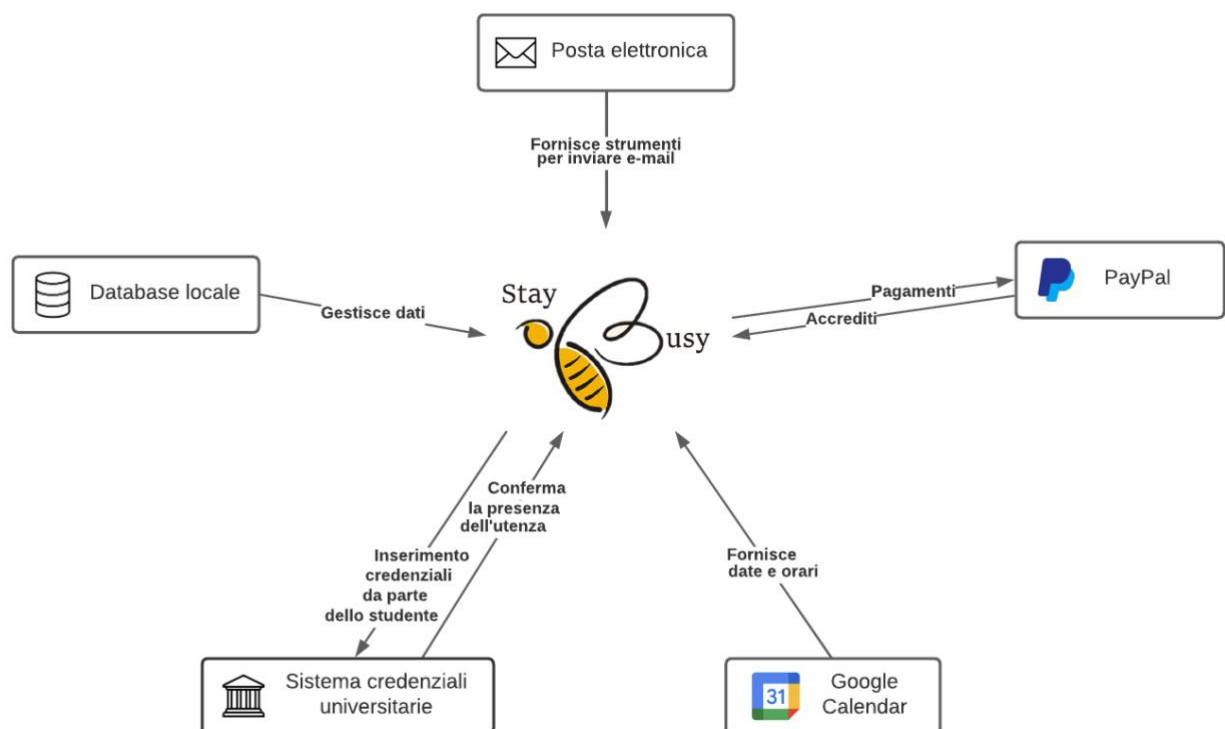 Posta elettronica
Fornisce strumenti
per inviare e-mail
Database locale
Gestisce dati
Stay
usy
Pagamenti
Accrediti
PayPal
Conferma
la presenza
dell'utenza
Inserimento
credenziali
da parte
dello studente
Fornisce
date e orari
Sistema credenziali
universitarie
31
Google
Calendar